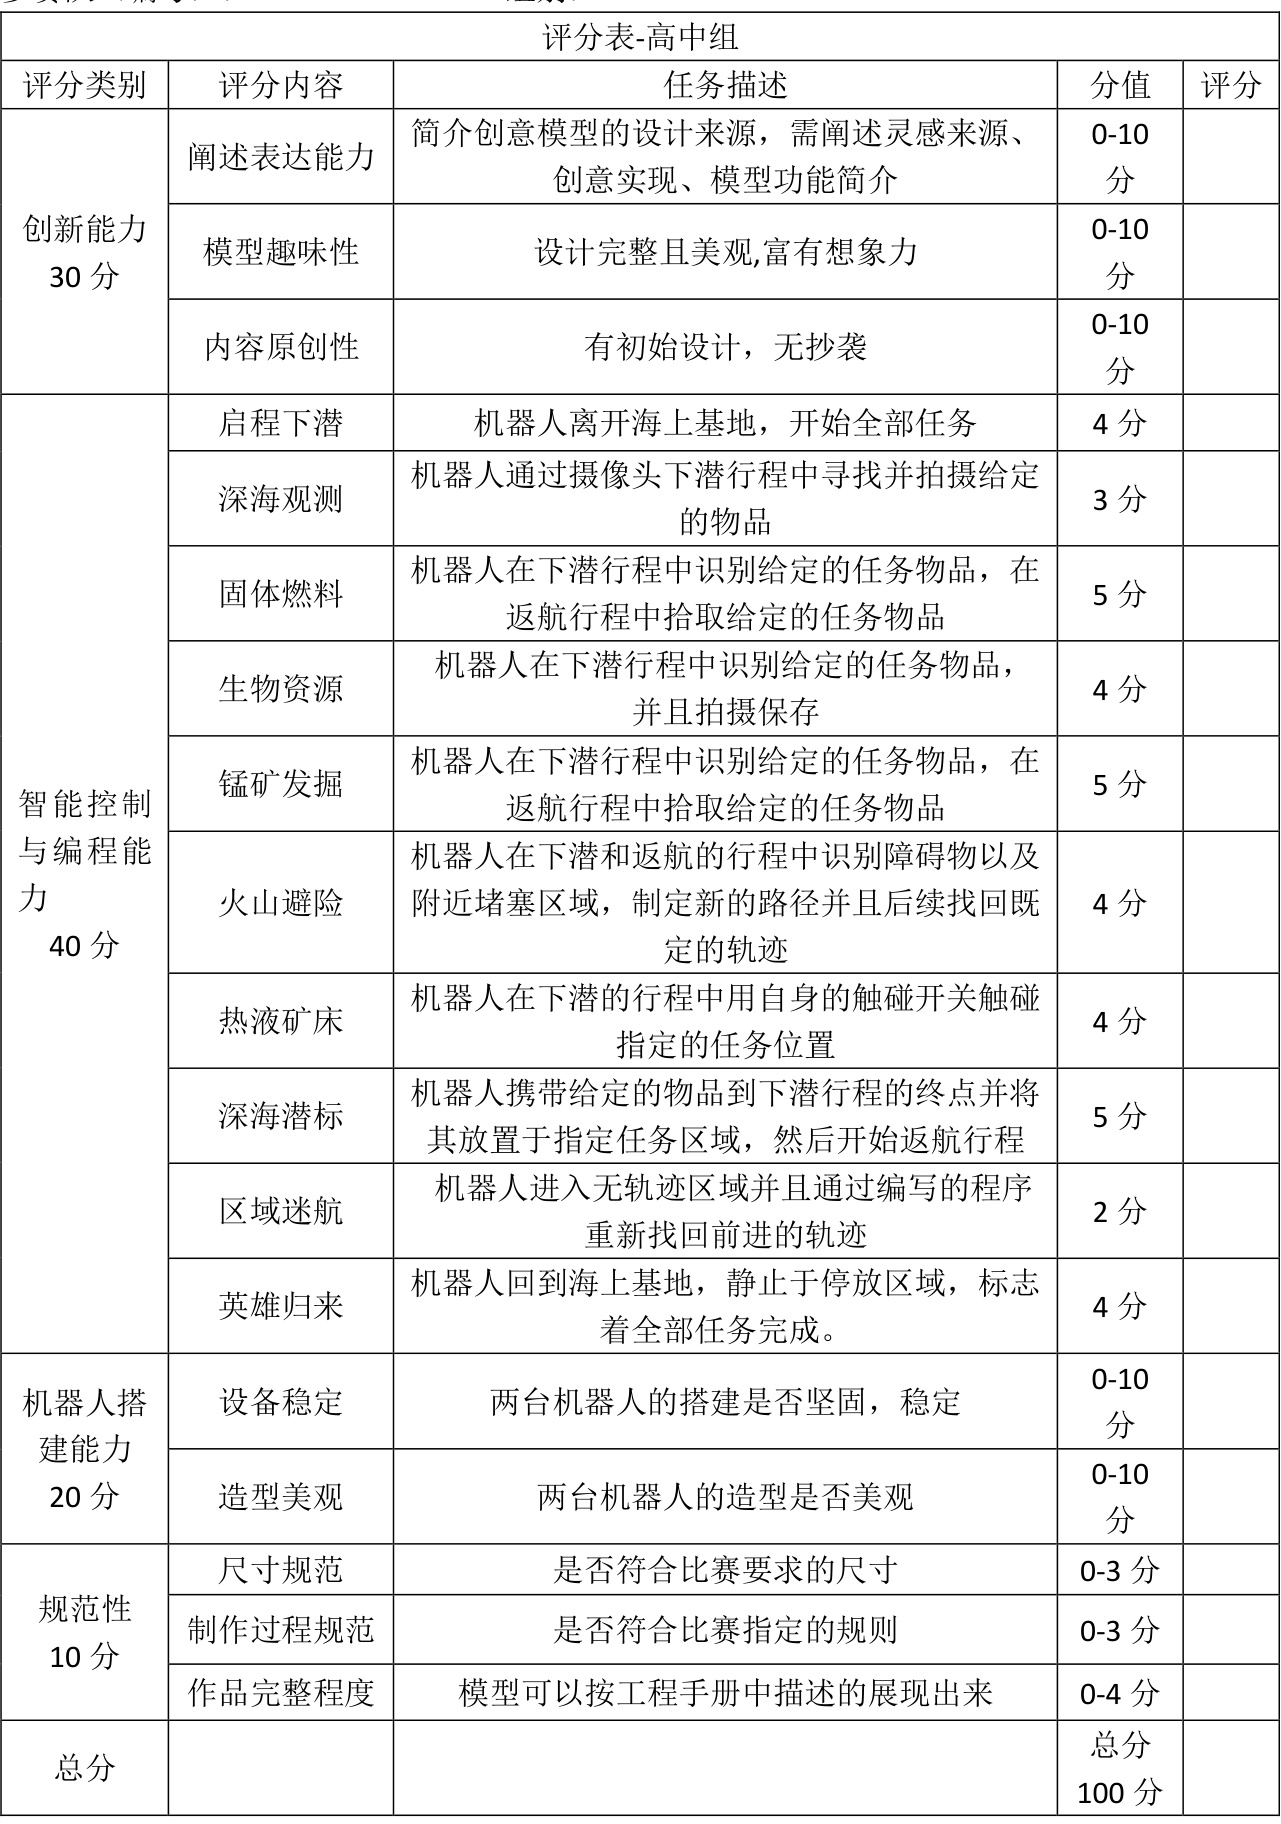 评分表-高中组
评分类别 评分内容 任务描述 分值 评分
创新能力
30 分
阐述表达能力
简介创意模型的设计来源，需阐述灵感来源、
创意实现、模型功能简介
0-10
分
模型趣味性
设计完整且美观,富有想象力
0-10
分
内容原创性
有初始设计，无抄袭
0-10
分
智能控制
与编程能
力
40 分
启程下潜
机器人离开海上基地，开始全部任务
4 分
深海观测
机器人通过摄像头下潜行程中寻找并拍摄给定
的物品
3 分
固体燃料
机器人在下潜行程中识别给定的任务物品，在
返航行程中拾取给定的任务物品
5 分
生物资源
机器人在下潜行程中识别给定的任务物品，
并且拍摄保存
4 分
锰矿发掘
机器人在下潜行程中识别给定的任务物品，在
返航行程中拾取给定的任务物品
5 分
火山避险
机器人在下潜和返航的行程中识别障碍物以及
附近堵塞区域，制定新的路径并且后续找回既
定的轨迹
4 分
热液矿床
机器人在下潜的行程中用自身的触碰开关触碰
指定的任务位置
4 分
深海潜标
机器人携带给定的物品到下潜行程的终点并将
其放置于指定任务区域，然后开始返航行程
5 分
区域迷航
机器人进入无轨迹区域并且通过编写的程序
重新找回前进的轨迹
2 分
英雄归来
机器人回到海上基地，静止于停放区域，标志
着全部任务完成。
4 分
机器人搭
建能力
20 分
设备稳定
两台机器人的搭建是否坚固，稳定
0-10
分
造型美观
两台机器人的造型是否美观
0-10
分
规范性
10 分
尺寸规范
是否符合比赛要求的尺寸
0-3 分
制作过程规范
是否符合比赛指定的规则
0-3 分
作品完整程度
模型可以按工程手册中描述的展现出来
0-4 分
总分
总分
100 分